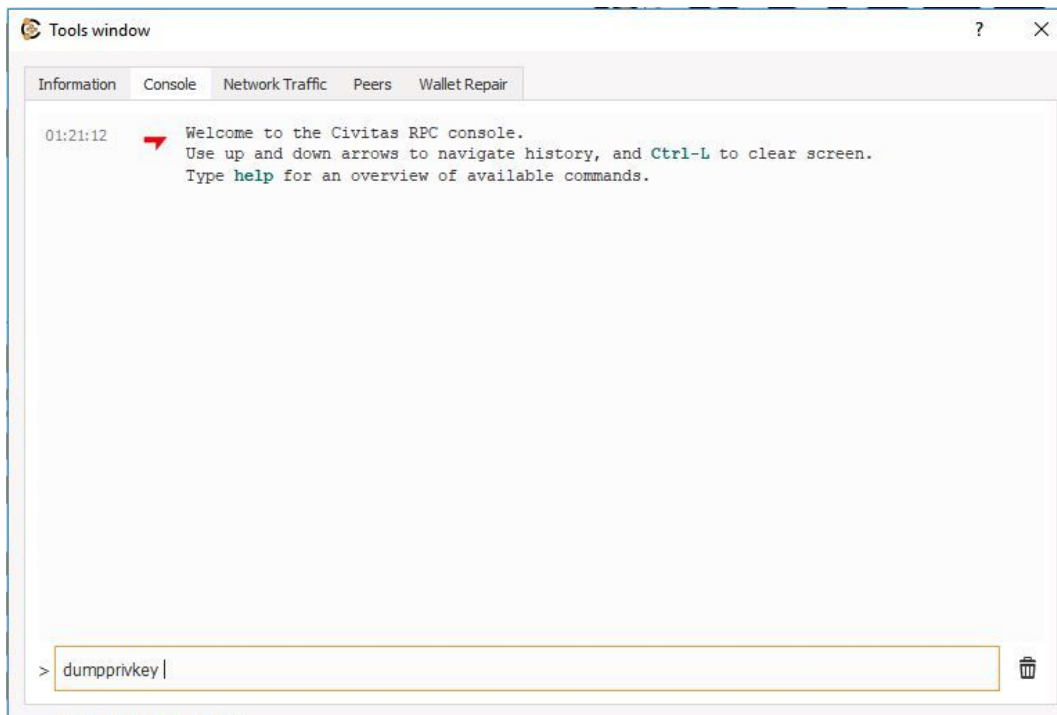 Tools window
?
Information Console Network Traffic Peers Wallet Repair
01:21:12 Welcome to the Civitas RPC console.
Use up and down arrows to navigate history, and Ctrl-L to clear screen.
Type help for an overview of available commands.
> dumpprivkey